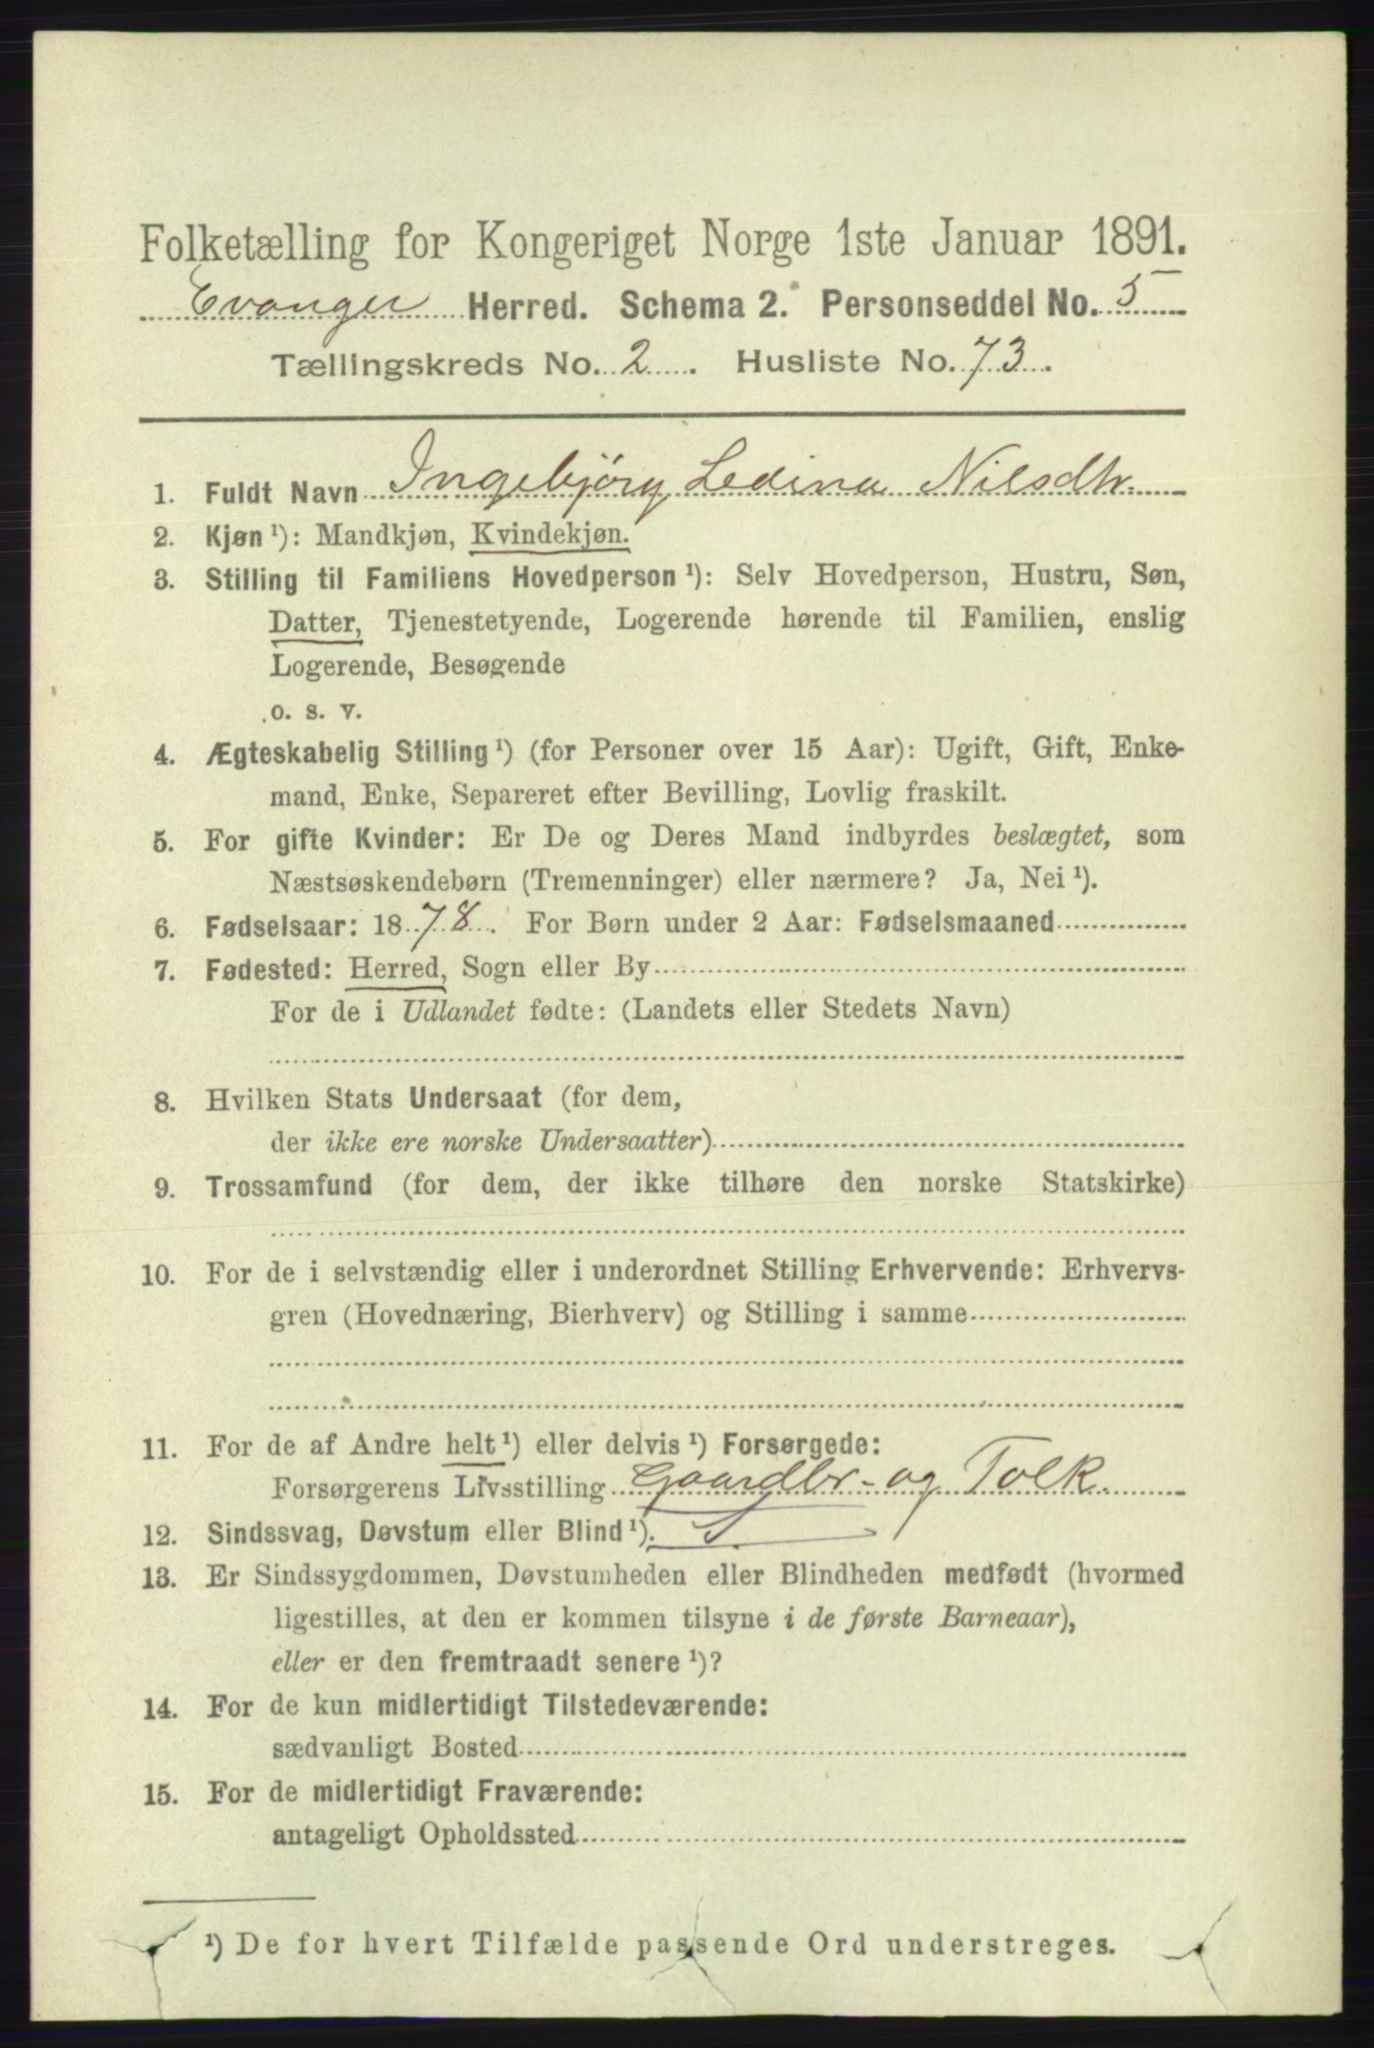 Folketælling for Kongeriget Norge 1ste Januar 1891.
Evanger Herred. Schema 2. Personseddel No. 5
Tællingskreds No. 2. Husliste No. 73.
1. Fuldt Navn Ingebjörg Ledina Nilsdtr.
2. Kjøn ¹): Mandkjøn, Kvindekjøn.
3. Stilling til Familiens Hovedperson ¹): Selv Hovedperson, Hustru, Søn,
Datter, Tjenestetyende, Logerende hørende til Familien, enslig
Logerende, Besøgende
o. s. v.
4. Ægteskabelig Stilling ¹) (for Personer over 15 Aar): Ugift, Gift, Enke-
mand, Enke, Separeret efter Bevilling, Lovlig fraskilt.
5. For gifte Kvinder: Er De og Deres Mand indbyrdes beslægtet, som
Næstsøskendebørn (Tremenninger) eller nærmere? Ja, Nei ¹).
6. Fødselsaar: 1878. For Børn under 2 Aar: Fødselsmaaned
7. Fødested: Herred, Sogn eller By
For de i Udlandet fødte: (Landets eller Stedets Navn)
8. Hvilken Stats Undersaat (for dem,
der ikke ere norske Undersaatter)
9. Trossamfund (for dem, der ikke tilhøre den norske Statskirke)
10. For de i selvstændig eller i underordnet Stilling Erhvervende: Erhvervs-
gren (Hovednæring, Bierhverv) og Stilling i samme
11. For de af Andre helt ¹) eller delvis ¹) Forsørgede:
Forsørgerens Livsstilling Gaardbr- og Tolk.
12. Sindssvag, Døvstum eller Blind ¹).
13. Er Sindssygdommen, Døvstumheden eller Blindheden medfødt (hvormed
ligestilles, at den er kommen tilsyne i de første Barneaar),
eller er den fremtraadt senere ¹)?
14. For de kun midlertidigt Tilstedeværende:
sædvanligt Bosted
15. For de midlertidigt Fraværende:
antageligt Opholdssted
¹) De for hvert Tilfælde passende Ord understreges.